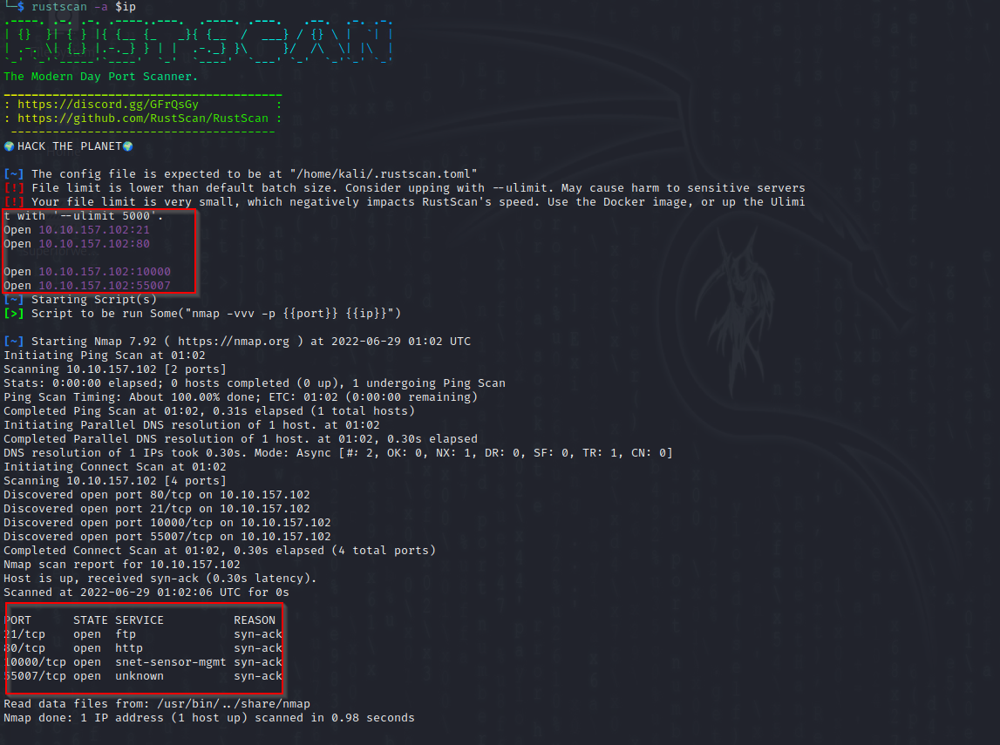 └─$ rustscan -a $ip
.----. .-. .-. .----..---.  .----. .---.   .--.  .-. .-.
| {}  }| { } |{ {__ {_   _}{ {__  /  ___} / {} \ |  `| |
| .-. \| {_} |.-._} } | |  .-._} }\     }/  /\  \| |\  |
`-' `-'`-----'`----'  `-'  `----'  `---' `-'  `-'`-' `-'
The Modern Day Port Scanner.
________________________________________
: https://discord.gg/GFrQsGy           :
: https://github.com/RustScan/RustScan :
 --------------------------------------
🌍HACK THE PLANET🌍
[~] The config file is expected to be at "/home/kali/.rustscan.toml"
[!] File limit is lower than default batch size. Consider upping with --ulimit. May cause harm to sensitive servers
[!] Your file limit is very small, which negatively impacts RustScan's speed. Use the Docker image, or up the Ulimi
t with '--ulimit 5000'.
Open 10.10.157.102:21
Open 10.10.157.102:80
Open 10.10.157.102:10000
Open 10.10.157.102:55007
[~] Starting Script(s)
[>] Script to be run Some("nmap -vvv -p {{port}} {{ip}}")
[~] Starting Nmap 7.92 ( https://nmap.org ) at 2022-06-29 01:02 UTC
Initiating Ping Scan at 01:02
Scanning 10.10.157.102 [2 ports]
Stats: 0:00:00 elapsed; 0 hosts completed (0 up), 1 undergoing Ping Scan
Ping Scan Timing: About 100.00% done; ETC: 01:02 (0:00:00 remaining)
Completed Ping Scan at 01:02, 0.31s elapsed (1 total hosts)
Initiating Parallel DNS resolution of 1 host. at 01:02
Completed Parallel DNS resolution of 1 host. at 01:02, 0.30s elapsed
DNS resolution of 1 IPs took 0.30s. Mode: Async [#: 2, OK: 0, NX: 1, DR: 0, SF: 0, TR: 1, CN: 0]
Initiating Connect Scan at 01:02
Scanning 10.10.157.102 [4 ports]
Discovered open port 80/tcp on 10.10.157.102
Discovered open port 21/tcp on 10.10.157.102
Discovered open port 10000/tcp on 10.10.157.102
Discovered open port 55007/tcp on 10.10.157.102
Completed Connect Scan at 01:02, 0.30s elapsed (4 total ports)
Nmap scan report for 10.10.157.102
Host is up, received syn-ack (0.30s latency).
Scanned at 2022-06-29 01:02:06 UTC for 0s
PORT      STATE SERVICE          REASON
21/tcp    open  ftp              syn-ack
80/tcp    open  http             syn-ack
10000/tcp open  snet-sensor-mgmt syn-ack
55007/tcp open  unknown          syn-ack
Read data files from: /usr/bin/../share/nmap
Nmap done: 1 IP address (1 host up) scanned in 0.98 seconds